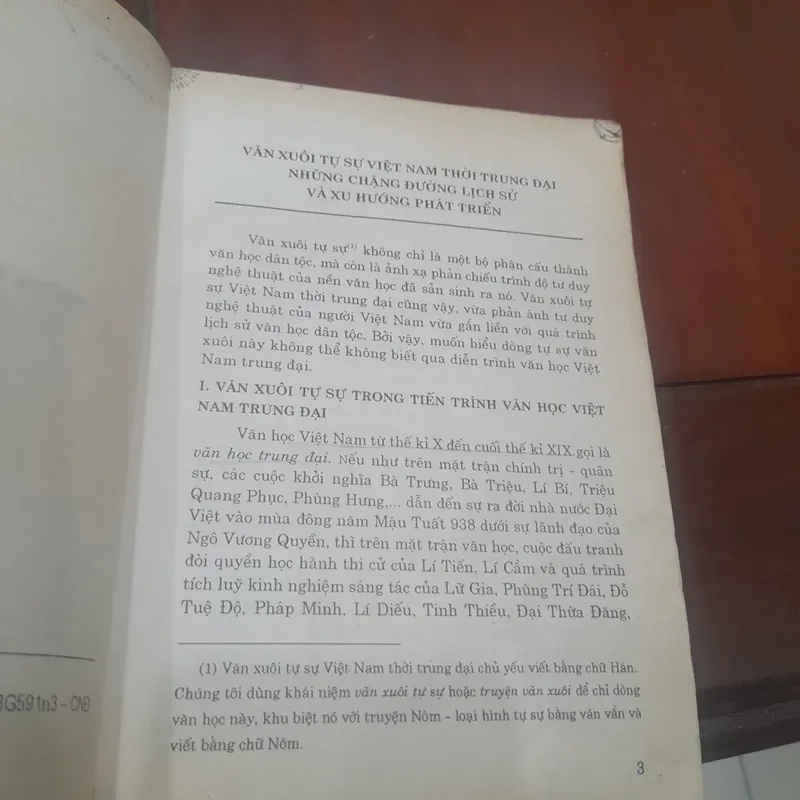 VĂN XUÔI TỰ SỰ VIỆT NAM THỜI TRUNG ĐẠI
NHỮNG CHẶNG ĐƯỜNG LỊCH SỬ
VÀ XU HƯỚNG PHÁT TRIỂN
Văn xuôi tự sự(1) không chỉ là một bộ phận cấu thành
văn học dân tộc, mà còn là ảnh xạ phản chiếu trình độ tư duy
nghệ thuật của nền văn học đã sản sinh ra nó. Văn xuôi tự
sự Việt Nam thời trung đại cũng vậy, vừa phản ánh tư duy
nghệ thuật của người Việt Nam vừa gắn liền với quá trình
lịch sử văn học dân tộc. Bởi vậy, muốn hiểu dòng tự sự văn
xuôi này không thể không biết qua diễn trình văn học Việt
Nam trung đại.
I. VĂN XUÔI TỰ SỰ TRONG TIẾN TRÌNH VĂN HỌC VIỆT
NAM TRUNG ĐẠI
Văn học Việt Nam từ thế kỉ X đến cuối thế kỉ XIX gọi là
văn học trung đại. Nếu như trên mặt trận chính trị - quân
sự, các cuộc khởi nghĩa Bà Trưng, Bà Triệu, Lí Bí, Triệu
Quang Phục, Phùng Hưng,... dẫn đến sự ra đời nhà nước Đại
Việt vào mùa đông năm Mậu Tuất 938 dưới sự lãnh đạo của
Ngô Vương Quyền, thì trên mặt trận văn học, cuộc đấu tranh
đòi quyền học hành thi cử của Lí Tiến, Lí Cầm và quá trình
tích luỹ kinh nghiệm sáng tác của Lữ Gia, Phùng Trí Đái, Đỗ
Tuệ Độ, Pháp Minh, Lí Diếu, Tinh Thiều, Đại Thừa Đăng,
(1) Văn xuôi tự sự Việt Nam thời trung đại chủ yếu viết bằng chữ Hán.
Chúng tôi dùng khái niệm văn xuôi tự sự hoặc truyện văn xuôi để chỉ dòng
văn học này, khu biệt nó với truyện Nôm - loại hình tự sự bằng văn vần và
viết bằng chữ Nôm.
3
3G591tn3 - CNĐ